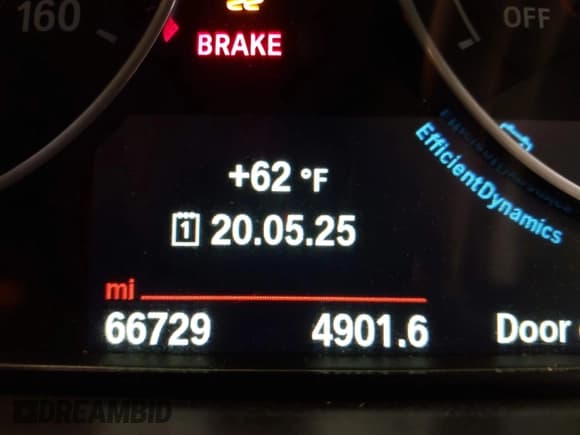 160
OFF
BRAKE
EfficientDynamics
+62 °F
1 20.05.25
mi
66729 4901.6 Door
DREAMBID